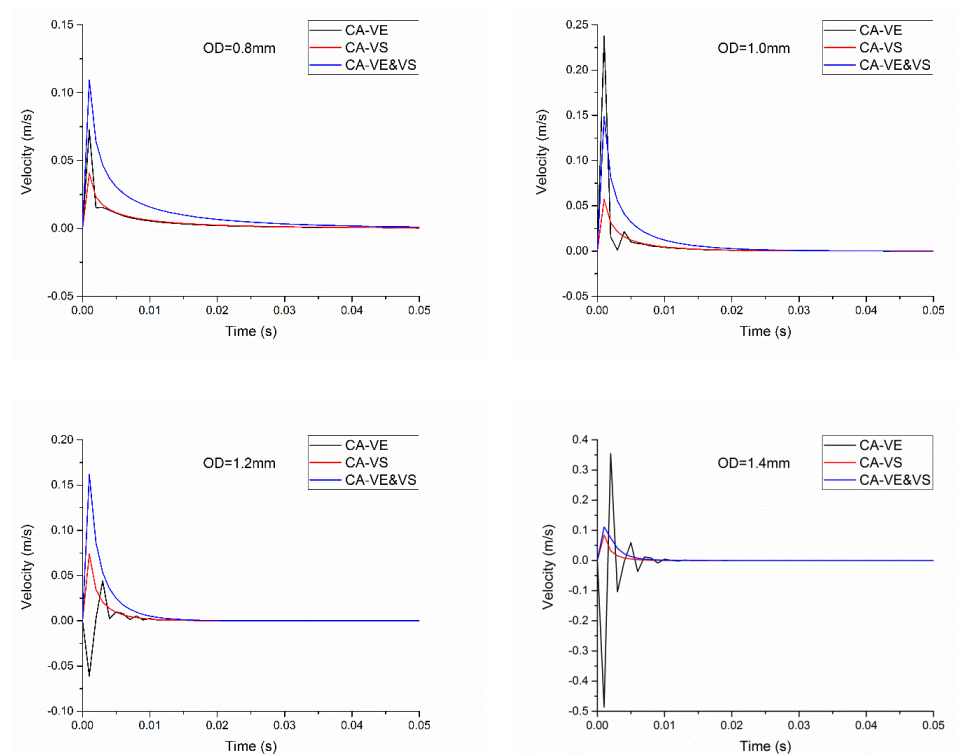 0.15
CA-VE
OD=0.8mm
CA-VS
0.10
CA-VE&VS
Velocity (m/s)
0.05
0.00
-0.05
0.00 0.01 0.02 0.03 0.04 0.05
Time (s)
0.25
CA-VE
OD=1.0mm
CA-VS
0.20
CA-VE&VS
0.15
Velocity (m/s)
0.10
0.05
0.00
-0.05
0.00 0.01 0.02 0.03 0.04 0.05
Time (s)
0.20
CA-VE
OD=1.2mm
CA-VS
0.15
CA-VE&VS
0.10
Velocity (m/s)
0.05
0.00
-0.05
-0.10
0.00 0.01 0.02 0.03 0.04 0.05
Time (s)
0.4
CA-VE
OD=1.4mm
CA-VS
0.3
CA-VE&VS
0.2
0.1
Velocity (m/s)
0.0
-0.1
-0.2
-0.3
-0.4
-0.5
0.00 0.01 0.02 0.03 0.04 0.05
Time (s)